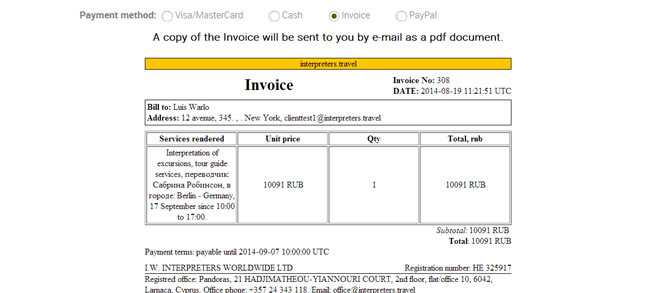 Payment method: Visa/MasterCard Cash Invoice PayPal
A copy of the Invoice will be sent to you by e-mail as a pdf document.
interpreters.travel
Invoice
Invoice No: 308
DATE: 2014-08-19 11:21:51 UTC
Bill to: Luis Warlo
Address: 12 avenue, 345. , . New York, clienttest1@interpreters.travel
Services rendered Unit price Qty Total, rub
Interpretation of
excursions, tour guide
services, переводчик:
Сабрина Робинсон, в
городе: Berlin - Germany,
17 September since 10:00
to 17:00.
10091 RUB 1 10091 RUB
Subtotal: 10091 RUB
Total: 10091 RUB
Payment terms: payable until 2014-09-07 10:00:00 UTC
I.W. INTERPRETERS WORLDWIDE LTD Registration number: HE 325917
Registred office: Pandoras, 21 HADJIMATHEOU-YIANNOURI COURT, 2nd floor, flat/office 10, 6042,
Larnaca, Cyprus. Office phone: +357 24 343 118. Email: office@interpreters.travel